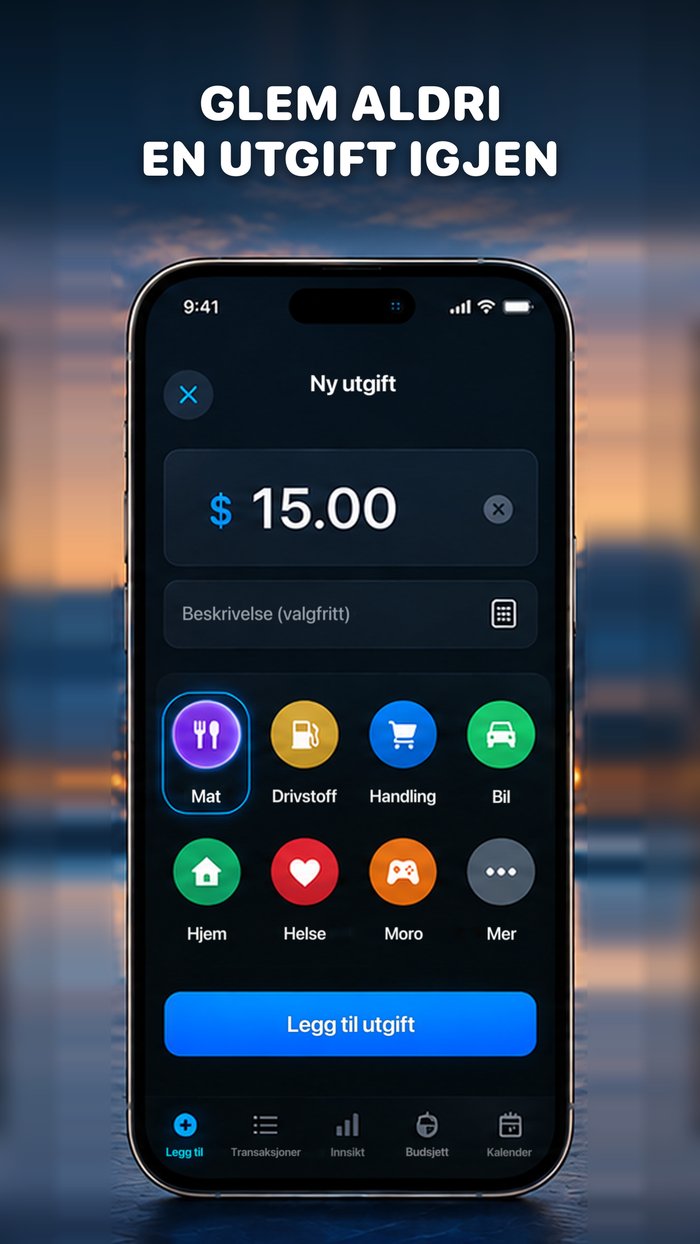 GLEM ALDRI
EN UTGIFT IGJEN
9:41
Ny utgift
$ 15.00
Beskrivelse (valgfritt)
Mat
Drivstoff
Handling
Bil
Hjem
Helse
Moro
Mer
Legg til utgift
Legg til
Transaksjoner
Innsikt
Budsjett
Kalender